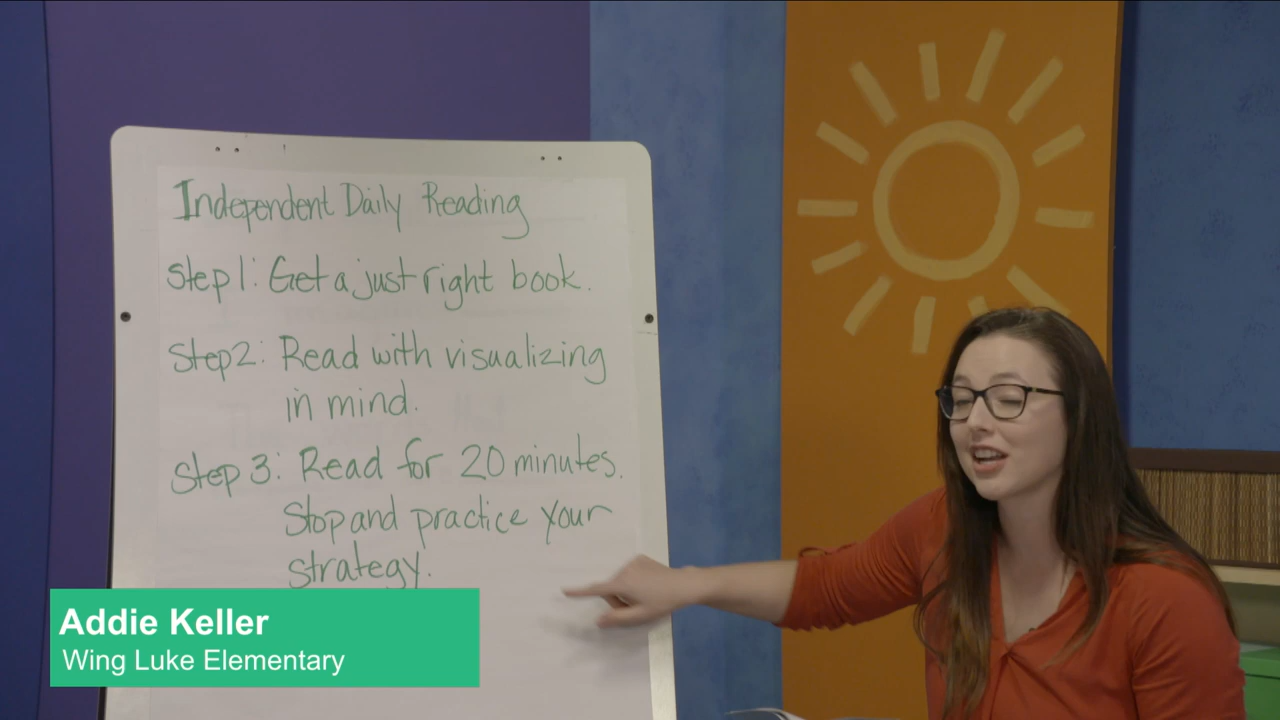 Independent Daily Reading
Step 1: Get a just right book.
Step 2: Read with visualizing
in mind.
Step 3: Read for 20 minutes.
Stop and practice your
strategy.
Addie Keller
Wing Luke Elementary